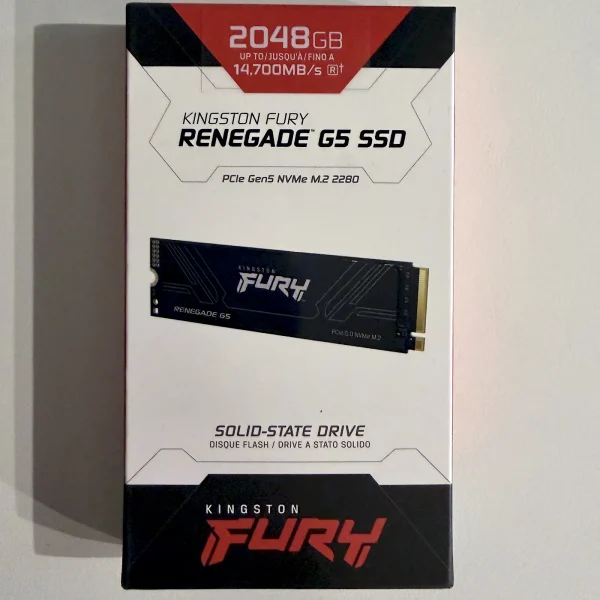 2048GB
UP TO/JUSQU'À/FINO A
14,700MB/s [R]†
KINGSTON FURY
RENEGADE™ G5 SSD
PCIe Gen5 NVMe M.2 2280
KINGSTON
FURY
RENEGADE G5
PCIe 5.0 NVMe M.2
SOLID-STATE DRIVE
DISQUE FLASH / DRIVE A STATO SOLIDO
KINGSTON
FURY